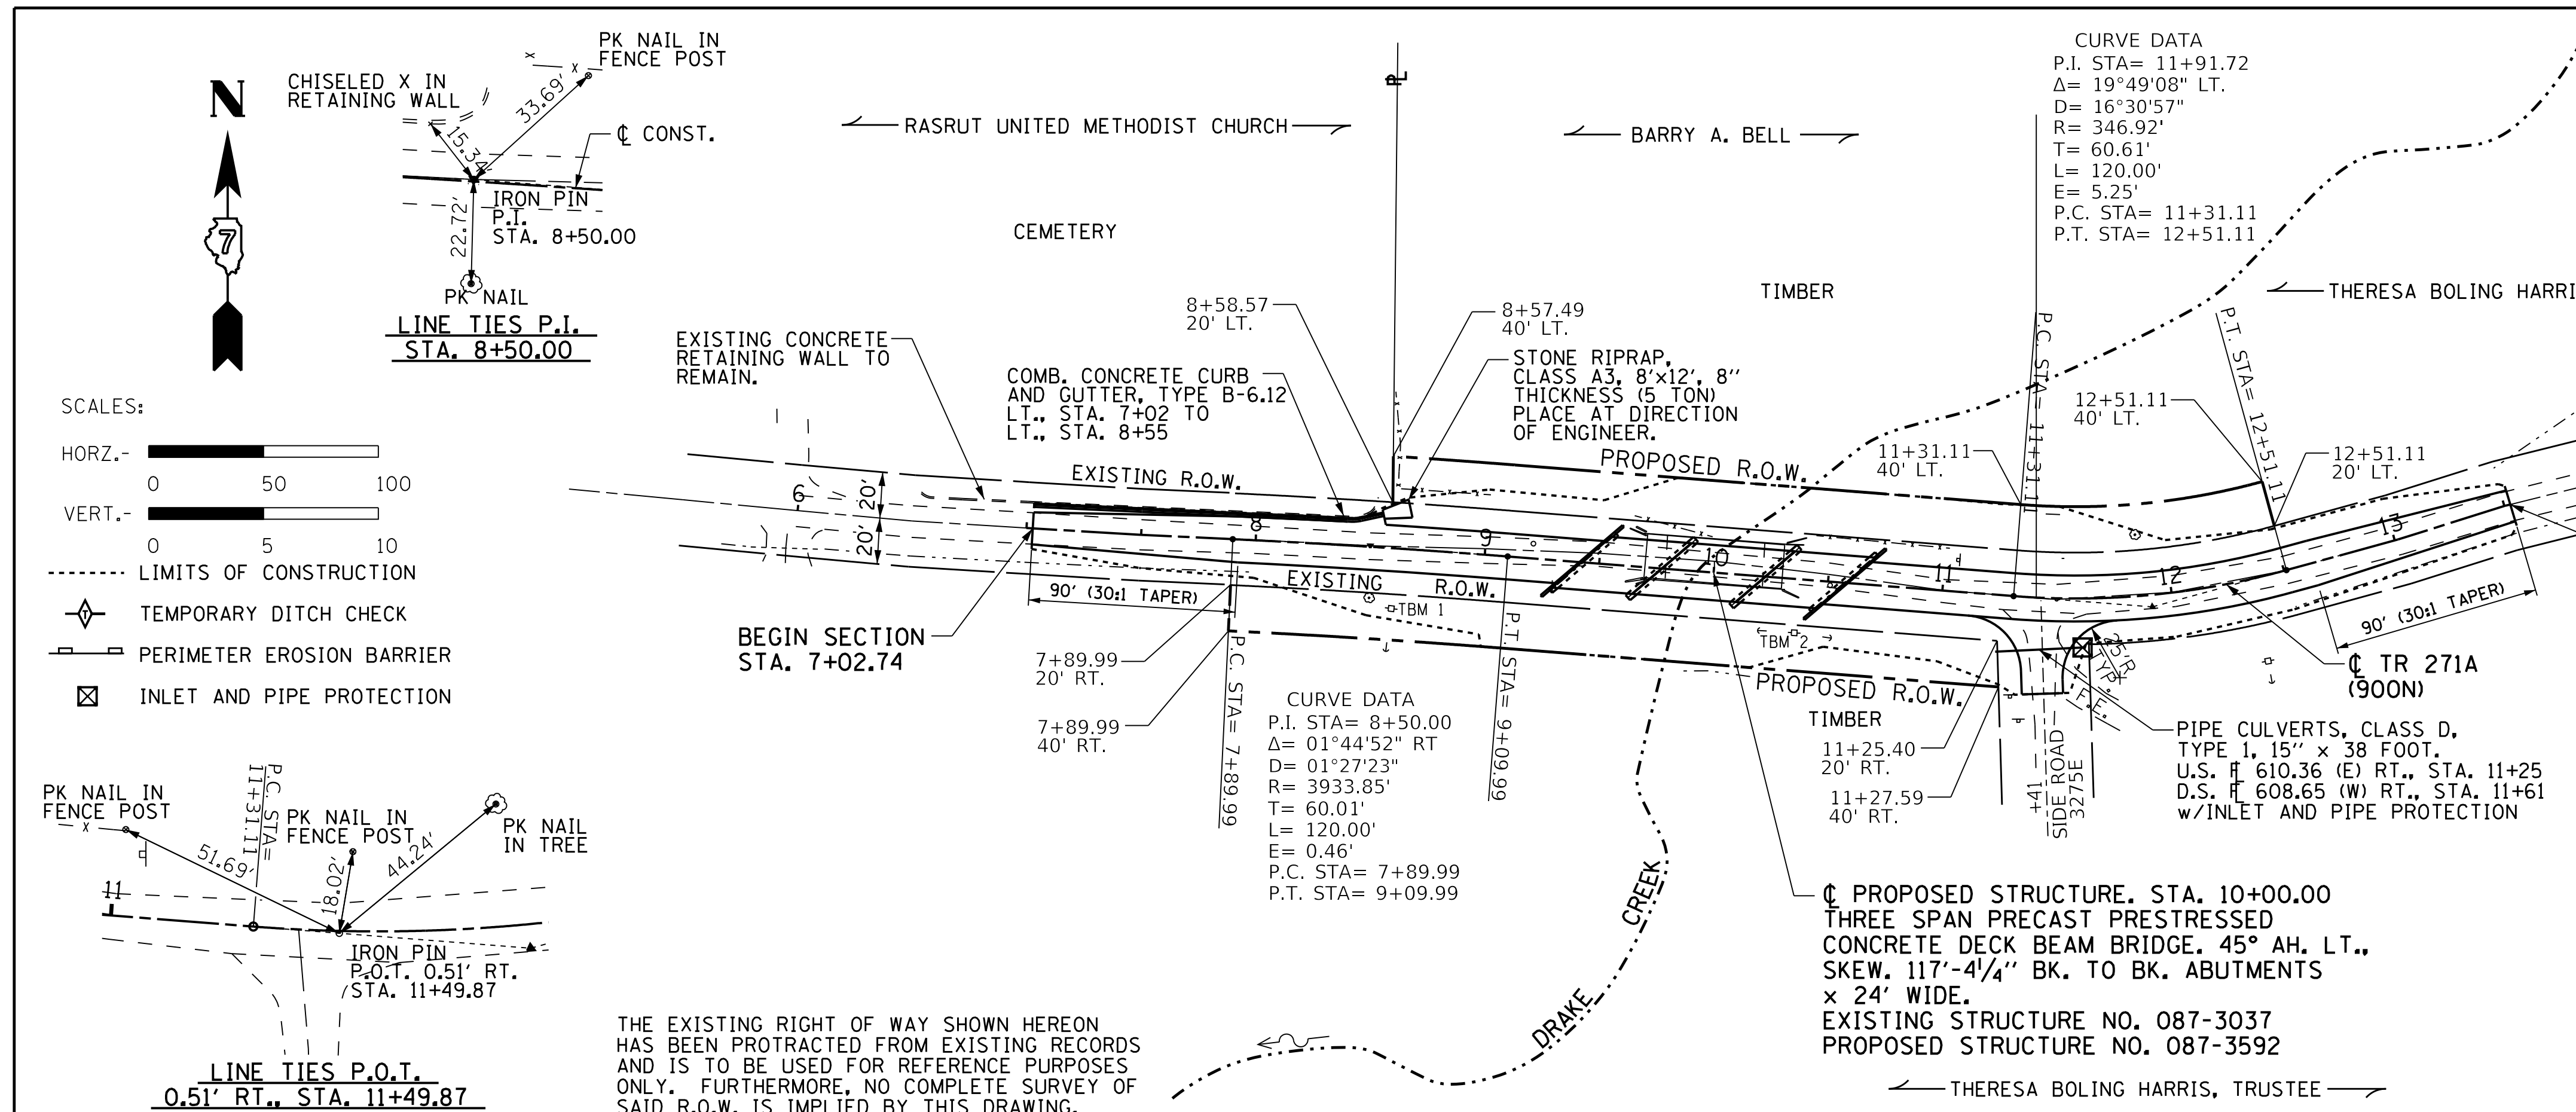 PK NAIL IN
FENCE POST
CHISELED X IN
RETAINING WALL
33.69'
15.34'
℄ CONST.
IRON PIN
P.I.
STA. 8+50.00
22.72'
PK NAIL
LINE TIES P.I.
STA. 8+50.00
N
7
SCALES:
HORZ.-
0 50 100
VERT.-
0 5 10
LIMITS OF CONSTRUCTION
TEMPORARY DITCH CHECK
PERIMETER EROSION BARRIER
INLET AND PIPE PROTECTION
RASRUT UNITED METHODIST CHURCH
PL
BARRY A. BELL
CURVE DATA
P.I. STA= 11+91.72
Δ= 19°49'08" LT.
D= 16°30'57"
R= 346.92'
T= 60.61'
L= 120.00'
E= 5.25'
P.C. STA= 11+31.11
P.T. STA= 12+51.11
CEMETERY
TIMBER
THERESA BOLING HARRI
8+58.57
20' LT.
8+57.49
40' LT.
EXISTING CONCRETE
RETAINING WALL TO
REMAIN.
COMB. CONCRETE CURB
AND GUTTER, TYPE B-6.12
LT., STA. 7+02 TO
LT., STA. 8+55
STONE RIPRAP,
CLASS A3, 8'x12', 8''
THICKNESS (5 TON)
PLACE AT DIRECTION
OF ENGINEER.
P.C. STA= 11+31.11
P.T. STA= 12+51.11
12+51.11
40' LT.
12+51.11
20' LT.
11+31.11
40' LT.
EXISTING R.O.W.
PROPOSED R.O.W.
6
20'
20'
8
9
10
11
12
13
EXISTING R.O.W.
90' (30:1 TAPER)
TBM 1
TBM 2
90' (30:1 TAPER)
BEGIN SECTION
STA. 7+02.74
7+89.99
20' RT.
7+89.99
40' RT.
P.C. STA= 7+89.99
P.T. STA= 9+09.99
CURVE DATA
P.I. STA= 8+50.00
Δ= 01°44'52" RT
D= 01°27'23"
R= 3933.85'
T= 60.01'
L= 120.00'
E= 0.46'
P.C. STA= 7+89.99
P.T. STA= 9+09.99
PROPOSED R.O.W.
TIMBER
11+25.40
20' RT.
11+27.59
40' RT.
25'R
TYP.
F.E.
+41
SIDE ROAD
3275E
℄ TR 271A
(900N)
PIPE CULVERTS, CLASS D,
TYPE 1, 15'' x 38 FOOT.
U.S. FL 610.36 (E) RT., STA. 11+25
D.S. FL 608.65 (W) RT., STA. 11+61
w/INLET AND PIPE PROTECTION
℄ PROPOSED STRUCTURE. STA. 10+00.00
THREE SPAN PRECAST PRESTRESSED
CONCRETE DECK BEAM BRIDGE. 45° AH. LT.,
SKEW. 117'-4¼'' BK. TO BK. ABUTMENTS
x 24' WIDE.
EXISTING STRUCTURE NO. 087-3037
PROPOSED STRUCTURE NO. 087-3592
THERESA BOLING HARRIS, TRUSTEE
DRAKE CREEK
PK NAIL IN
FENCE POST
P.C. STA=
11+31.11
PK NAIL IN
FENCE POST
PK NAIL
IN TREE
51.69'
18.02'
44.24'
11
IRON PIN
P.O.T. 0.51' RT.
STA. 11+49.87
LINE TIES P.O.T.
0.51' RT., STA. 11+49.87
THE EXISTING RIGHT OF WAY SHOWN HEREON
HAS BEEN PROTRACTED FROM EXISTING RECORDS
AND IS TO BE USED FOR REFERENCE PURPOSES
ONLY. FURTHERMORE, NO COMPLETE SURVEY OF
SAID R.O.W. IS IMPLIED BY THIS DRAWING.